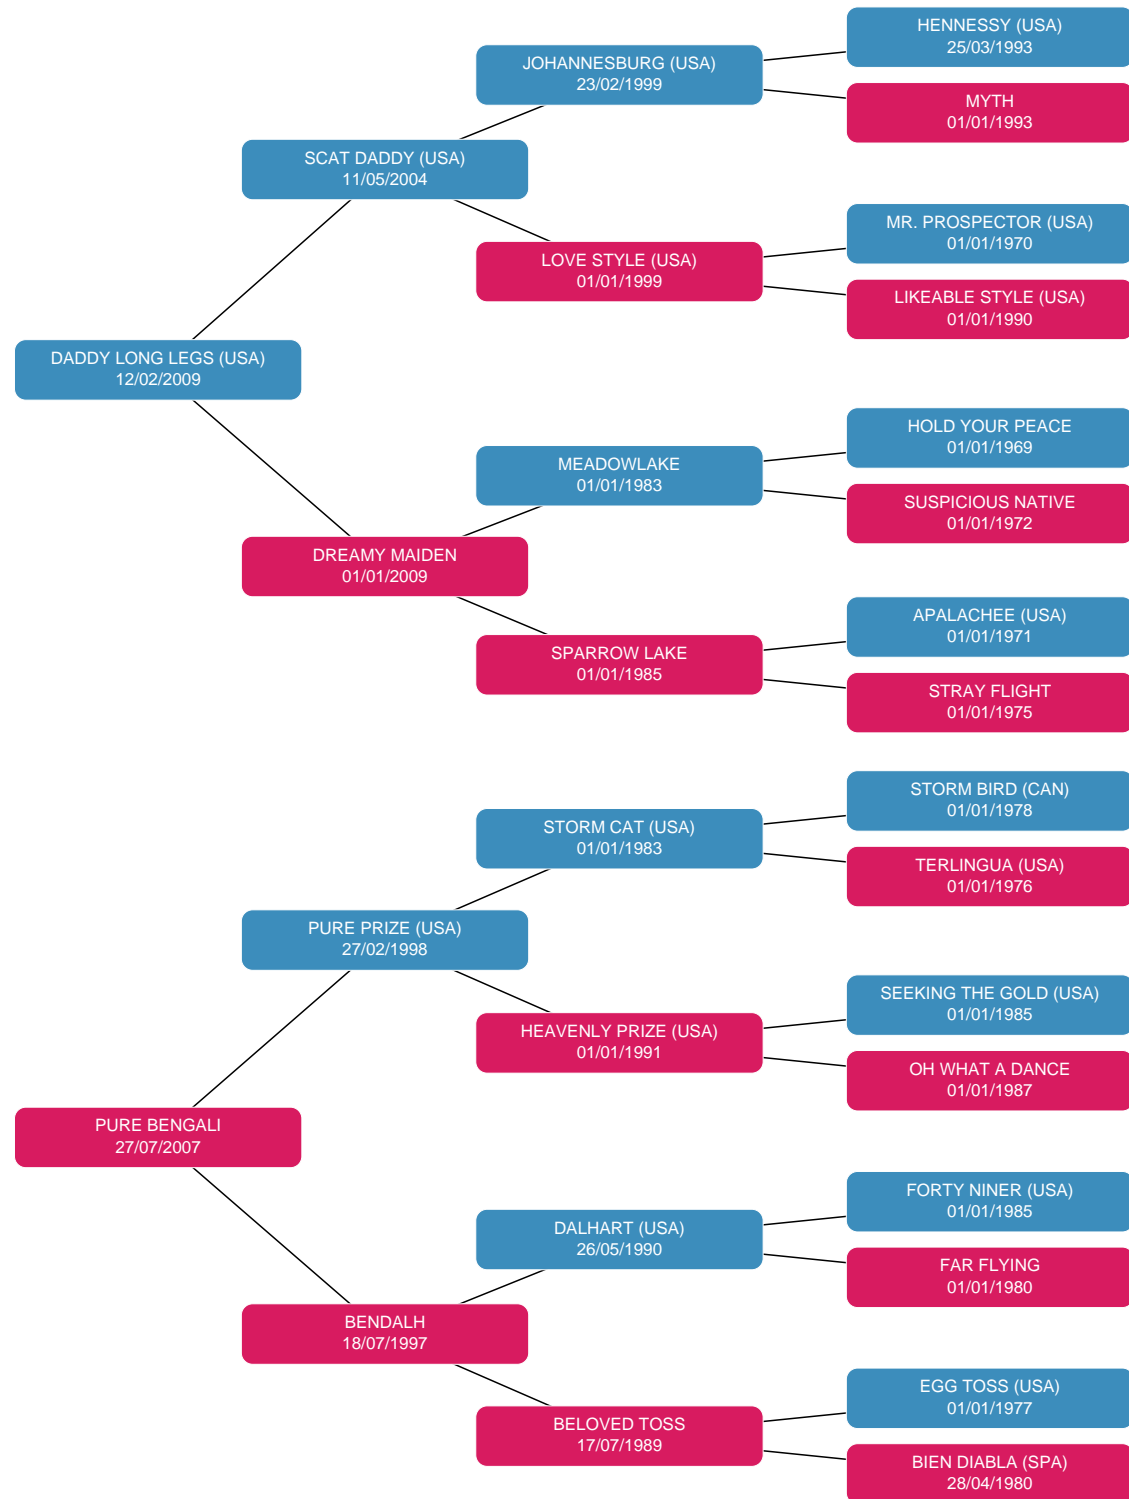 HENNESSY (USA)
25/03/1993
JOHANNESBURG (USA)
23/02/1999
MYTH
01/01/1993
SCAT DADDY (USA)
11/05/2004
MR. PROSPECTOR (USA)
01/01/1970
LOVE STYLE (USA)
01/01/1999
LIKEABLE STYLE (USA)
01/01/1990
DADDY LONG LEGS (USA)
12/02/2009
HOLD YOUR PEACE
01/01/1969
MEADOWLAKE
01/01/1983
SUSPICIOUS NATIVE
01/01/1972
DREAMY MAIDEN
01/01/2009
APALACHEE (USA)
01/01/1971
SPARROW LAKE
01/01/1985
STRAY FLIGHT
01/01/1975
STORM BIRD (CAN)
01/01/1978
STORM CAT (USA)
01/01/1983
TERLINGUA (USA)
01/01/1976
PURE PRIZE (USA)
27/02/1998
SEEKING THE GOLD (USA)
01/01/1985
HEAVENLY PRIZE (USA)
01/01/1991
OH WHAT A DANCE
01/01/1987
PURE BENGALI
27/07/2007
FORTY NINER (USA)
01/01/1985
DALHART (USA)
26/05/1990
FAR FLYING
01/01/1980
BENDALH
18/07/1997
EGG TOSS (USA)
01/01/1977
BELOVED TOSS
17/07/1989
BIEN DIABLA (SPA)
28/04/1980